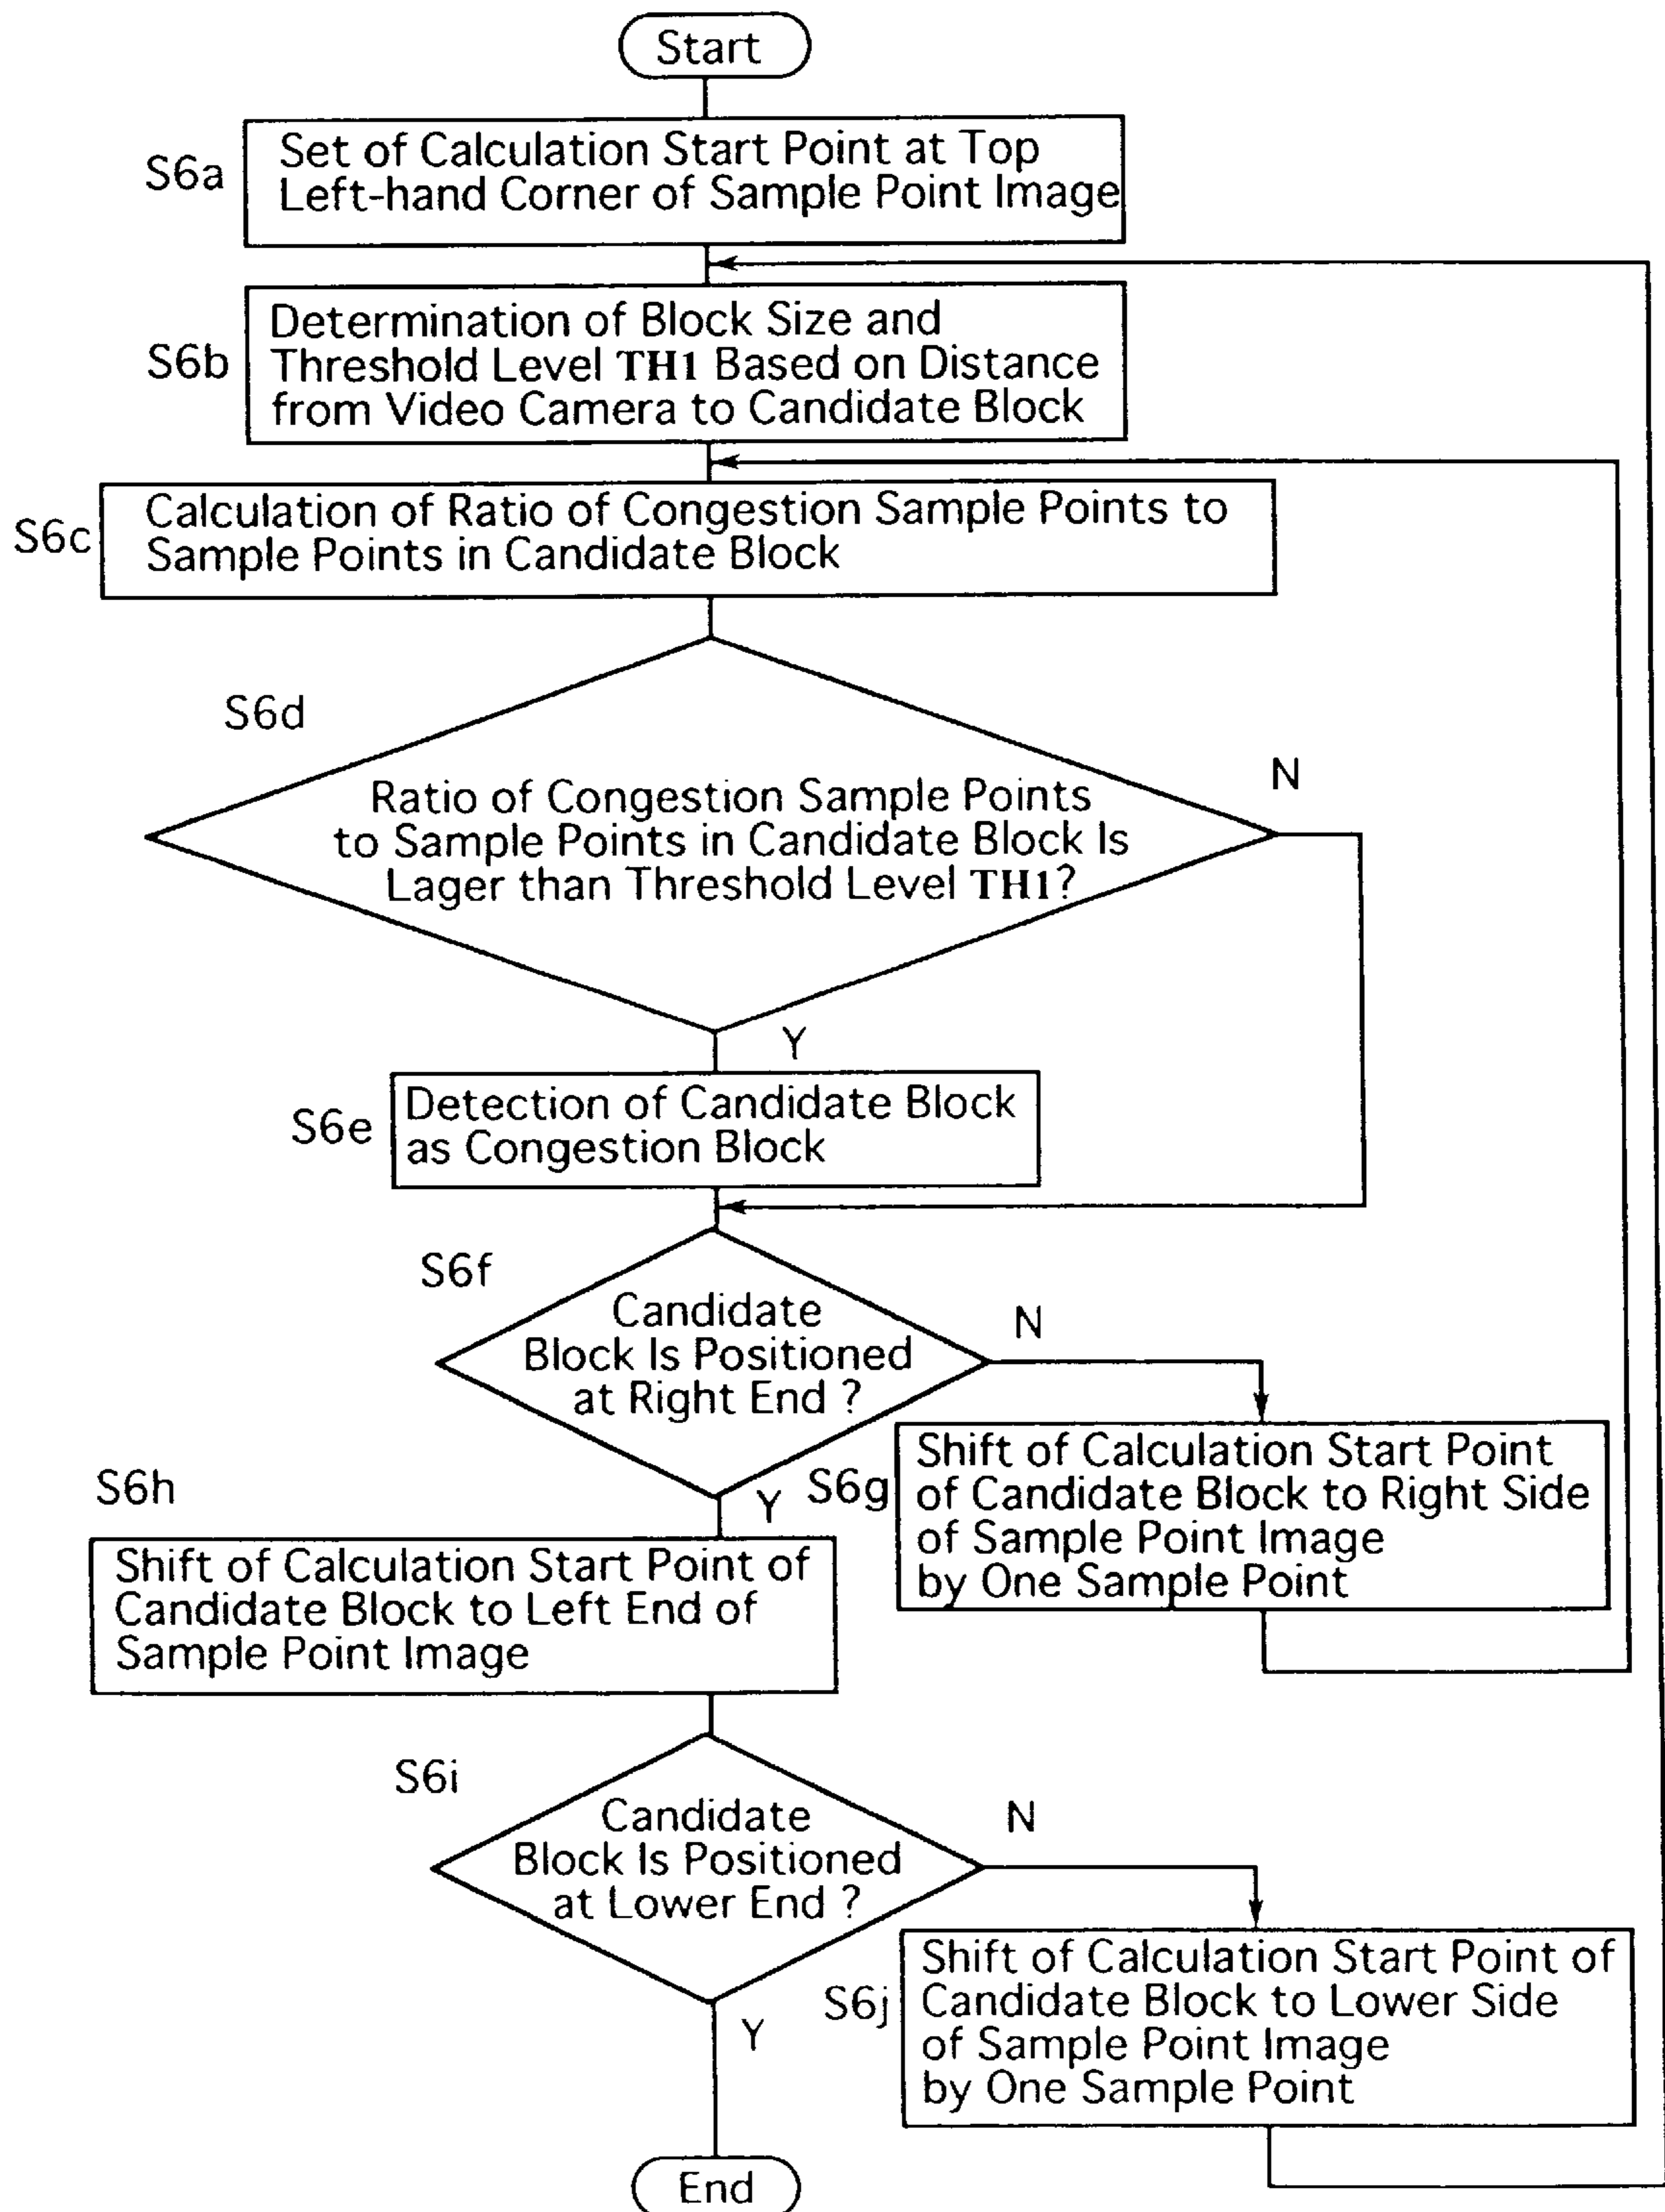 Start
S6a
Set of Calculation Start Point at Top
Left-hand Corner of Sample Point Image
S6b
Determination of Block Size and
Threshold Level TH1 Based on Distance
from Video Camera to Candidate Block
S6c
Calculation of Ratio of Congestion Sample Points to
Sample Points in Candidate Block
S6d
Ratio of Congestion Sample Points
to Sample Points in Candidate Block Is
Lager than Threshold Level TH1?
N
Y
S6e
Detection of Candidate Block
as Congestion Block
S6f
Candidate
Block Is Positioned
at Right End ?
N
Y
S6g
Shift of Calculation Start Point
of Candidate Block to Right Side
of Sample Point Image
by One Sample Point
S6h
Shift of Calculation Start Point of
Candidate Block to Left End of
Sample Point Image
S6i
Candidate
Block Is Positioned
at Lower End ?
N
Y
S6j
Shift of Calculation Start Point of
Candidate Block to Lower Side
of Sample Point Image
by One Sample Point
End